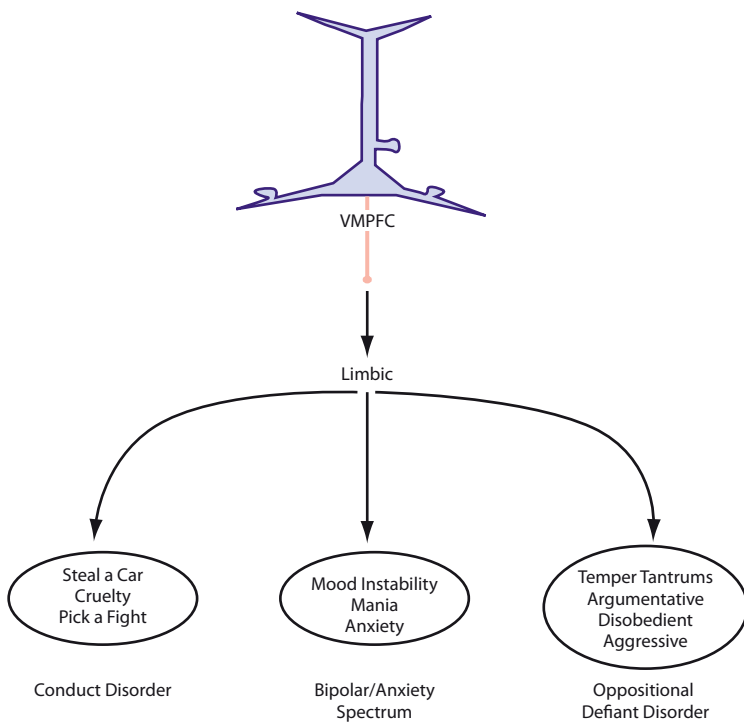 VMPFC
Limbic
Steal a Car
Cruelty
Pick a Fight
Conduct Disorder
Mood Instability
Mania
Anxiety
Bipolar/Anxiety
Spectrum
Temper Tantrums
Argumentative
Disobedient
Aggressive
Oppositional
Defiant Disorder